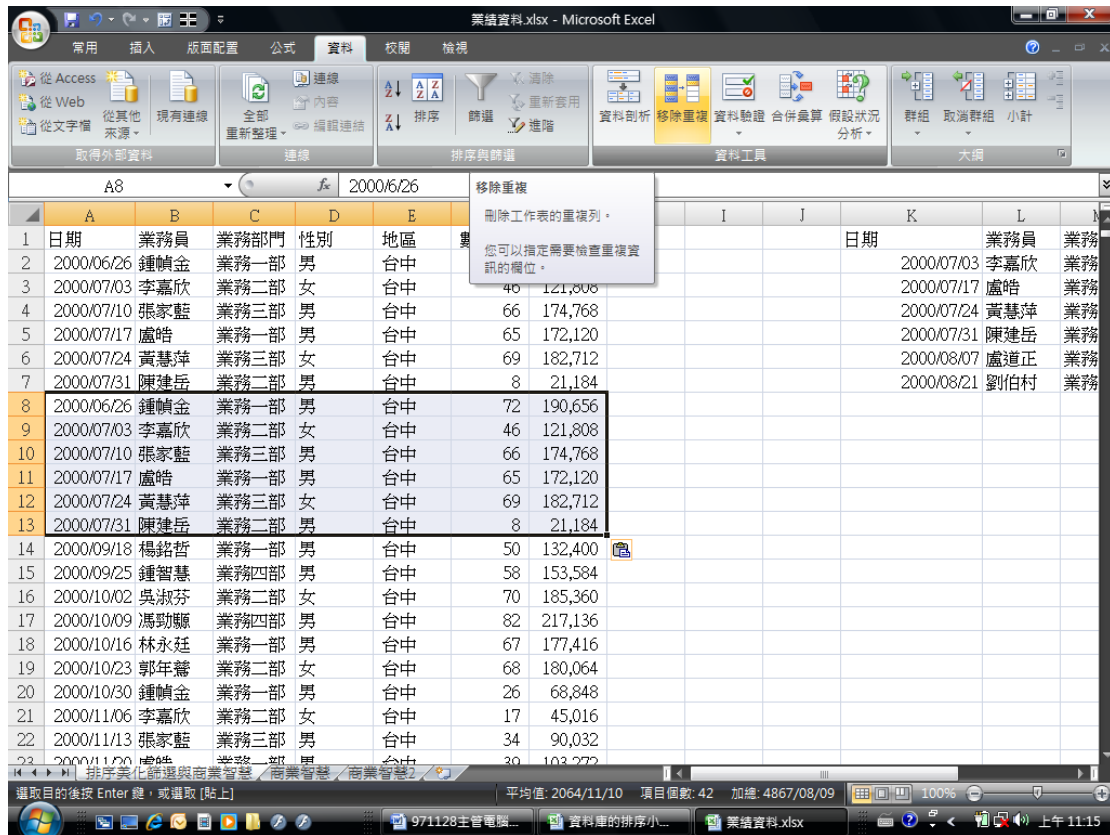 業績資料.xlsx - Microsoft Excel
常用 插入 版面配置 公式 資料 校閱 檢視
從 Access
從 Web
從文字檔
從其他
來源
現有連線
取得外部資料
全部
重新整理
連線
內容
編輯連結
連線
排序
篩選
清除
重新套用
進階
排序與篩選
資料剖析 移除重複 資料驗證 合併彙算 假設狀況
分析
資料工具
群組 取消群組 小計
大綱
A8 fx 2000/6/26
移除重複
刪除工作表的重複列。
您可以指定需要檢查重複資
訊的欄位。
A B C D E I J K L M
1 日期 業務員 業務部門 性別 地區 日期 業務員 業務
2 2000/06/26 鍾幀金 業務一部 男 台中 2000/07/03 李嘉欣 業務
3 2000/07/03 李嘉欣 業務二部 女 台中 46 121,808 2000/07/17 盧皓 業務
4 2000/07/10 張家藍 業務三部 男 台中 66 174,768 2000/07/24 黃慧萍 業務
5 2000/07/17 盧皓 業務一部 男 台中 65 172,120 2000/07/31 陳建岳 業務
6 2000/07/24 黃慧萍 業務三部 女 台中 69 182,712 2000/08/07 盧道正 業務
7 2000/07/31 陳建岳 業務二部 男 台中 8 21,184 2000/08/21 劉伯村 業務
8 2000/06/26 鍾幀金 業務一部 男 台中 72 190,656
9 2000/07/03 李嘉欣 業務二部 女 台中 46 121,808
10 2000/07/10 張家藍 業務三部 男 台中 66 174,768
11 2000/07/17 盧皓 業務一部 男 台中 65 172,120
12 2000/07/24 黃慧萍 業務三部 女 台中 69 182,712
13 2000/07/31 陳建岳 業務二部 男 台中 8 21,184
14 2000/09/18 楊銘哲 業務一部 男 台中 50 132,400
15 2000/09/25 鍾智慧 業務四部 男 台中 58 153,584
16 2000/10/02 吳淑芬 業務二部 女 台中 70 185,360
17 2000/10/09 馮勁 業務四部 男 台中 82 217,136
18 2000/10/16 林永廷 業務一部 男 台中 67 177,416
19 2000/10/23 郭年 業務二部 女 台中 68 180,064
20 2000/10/30 鍾幀金 業務一部 男 台中 26 68,848
21 2000/11/06 李嘉欣 業務二部 女 台中 17 45,016
22 2000/11/13 張家藍 業務三部 男 台中 34 90,032
23 2000/11/20 盧皓 業務一部 男 台中 39 103,272
排序美化篩選與商業智慧 商業智慧 商業智慧2
選取目的後按 Enter 鍵，或選取 [貼上] 平均值: 2064/11/10 項目個數: 42 加總: 4867/08/09 100%
971128主管電腦... 資料庫的排序小... 業績資料.xlsx 上午 11:15